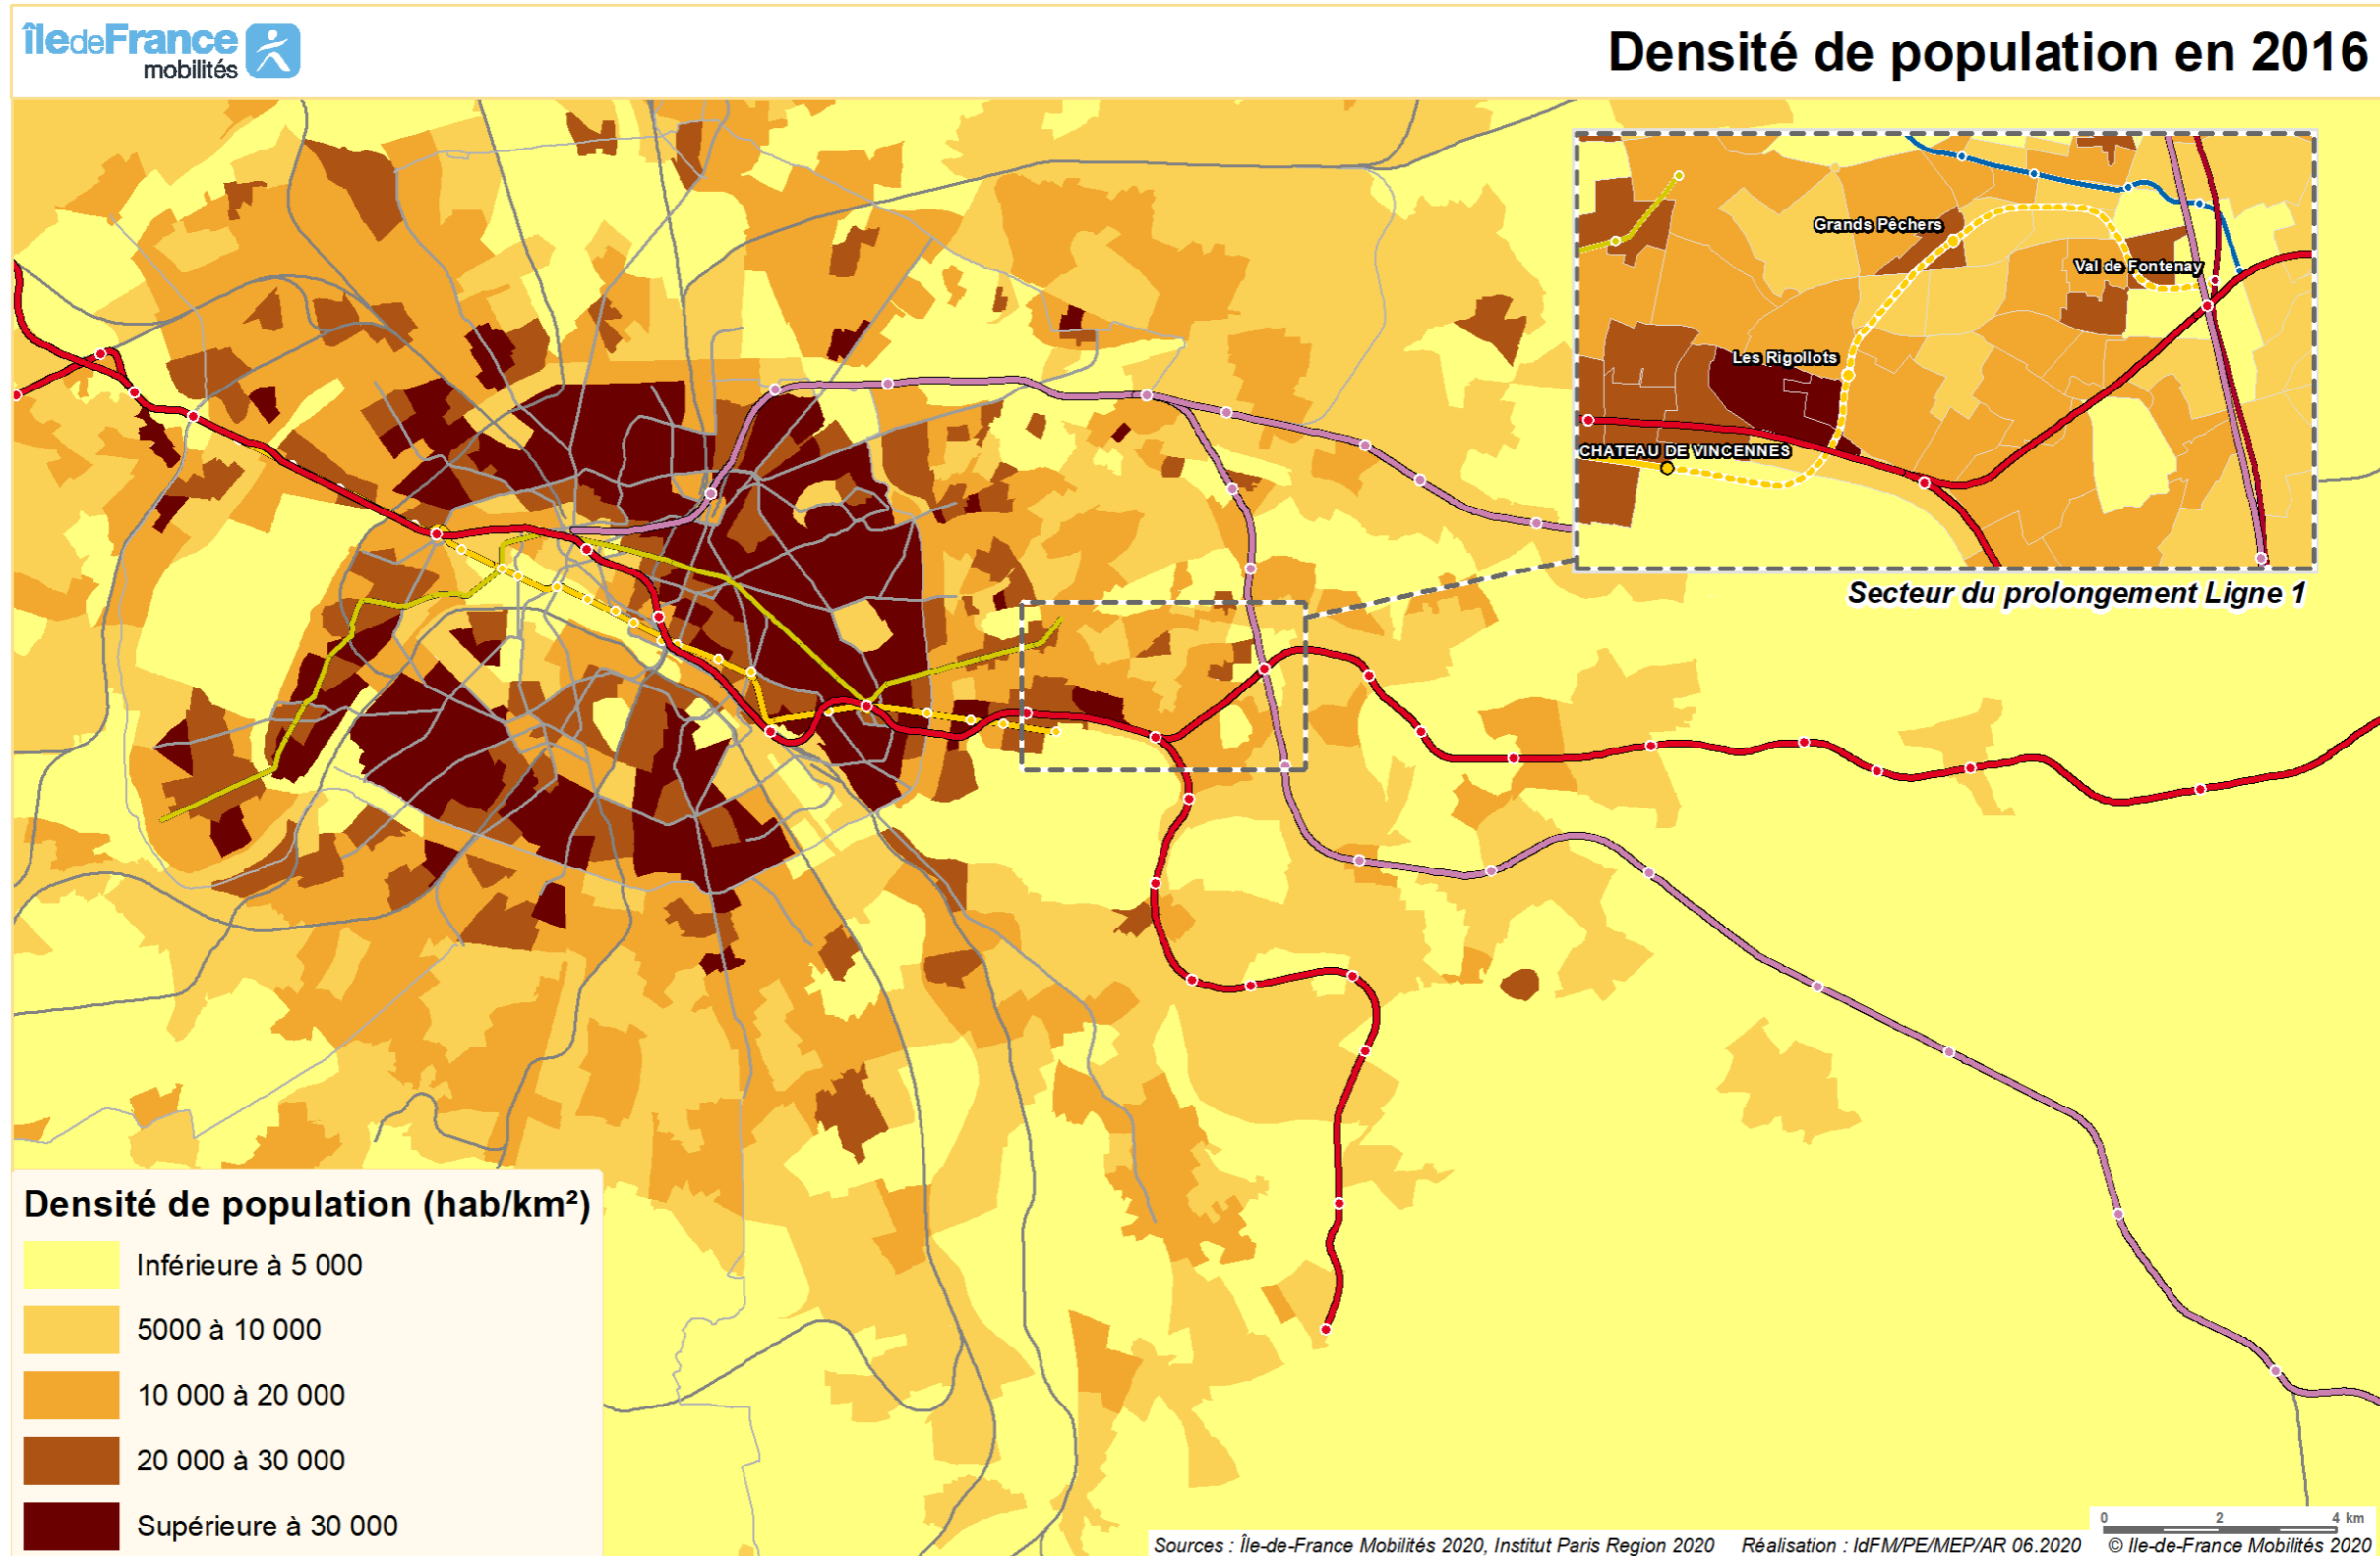 île de France
mobilités
Densité de population en 2016
Grands Pêchers
Val de Fontenay
Les Rigollots
CHATEAU DE VINCENNES
Secteur du prolongement Ligne 1
Densité de population (hab/km²)
Inférieure à 5 000
5000 à 10 000
10 000 à 20 000
20 000 à 30 000
Supérieure à 30 000
0 2 4 km
Sources : Île-de-France Mobilités 2020, Institut Paris Region 2020 Réalisation : IdFM/PE/MEP/AR 06.2020 © Ile-de-France Mobilités 2020